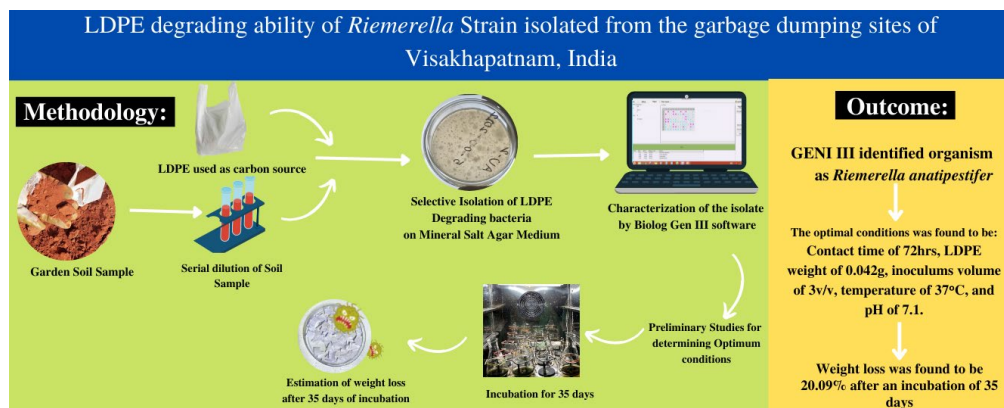 LDPE degrading ability of Riemerella Strain isolated from the garbage dumping sites of
Visakhapatnam, India
Methodology:
LDPE used as carbon source
Garden Soil Sample
Serial dilution of Soil
Sample
Selective Isolation of LDPE
Degrading bacteria
on Mineral Salt Agar Medium
Characterization of the isolate
by Biolog Gen III software
Preliminary Studies for
determining Optimum
conditions
Incubation for 35 days
Estimation of weight loss
after 35 days of incubation
Outcome:
GENI III identified organism
as Riemerella anatipestifer
The optimal conditions was found to be:
Contact time of 72hrs, LDPE
weight of 0.042g, inoculums volume
of 3v/v, temperature of 37°C, and
pH of 7.1.
Weight loss was found to be
20.09% after an incubation of 35
days